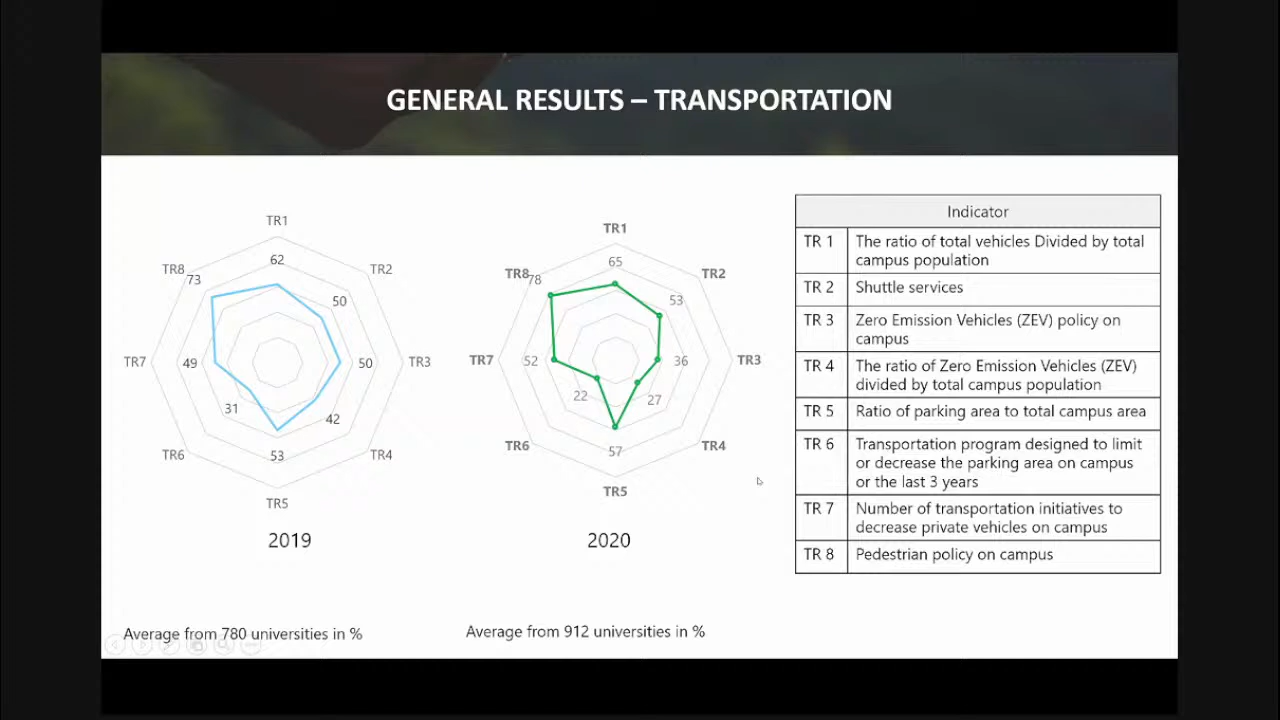 GENERAL RESULTS – TRANSPORTATION
TR1
62
TR2
50
TR3
50
TR4
42
TR5
53
TR6
31
TR7
49
TR8
73
2019
Average from 780 universities in %
TR1
65
TR2
53
TR3
36
TR4
27
TR5
57
TR6
22
TR7
52
TR8
78
2020
Average from 912 universities in %
Indicator
TR 1 The ratio of total vehicles Divided by total
campus population
TR 2 Shuttle services
TR 3 Zero Emission Vehicles (ZEV) policy on
campus
TR 4 The ratio of Zero Emission Vehicles (ZEV)
divided by total campus population
TR 5 Ratio of parking area to total campus area
TR 6 Transportation program designed to limit
or decrease the parking area on campus
or the last 3 years
TR 7 Number of transportation initiatives to
decrease private vehicles on campus
TR 8 Pedestrian policy on campus